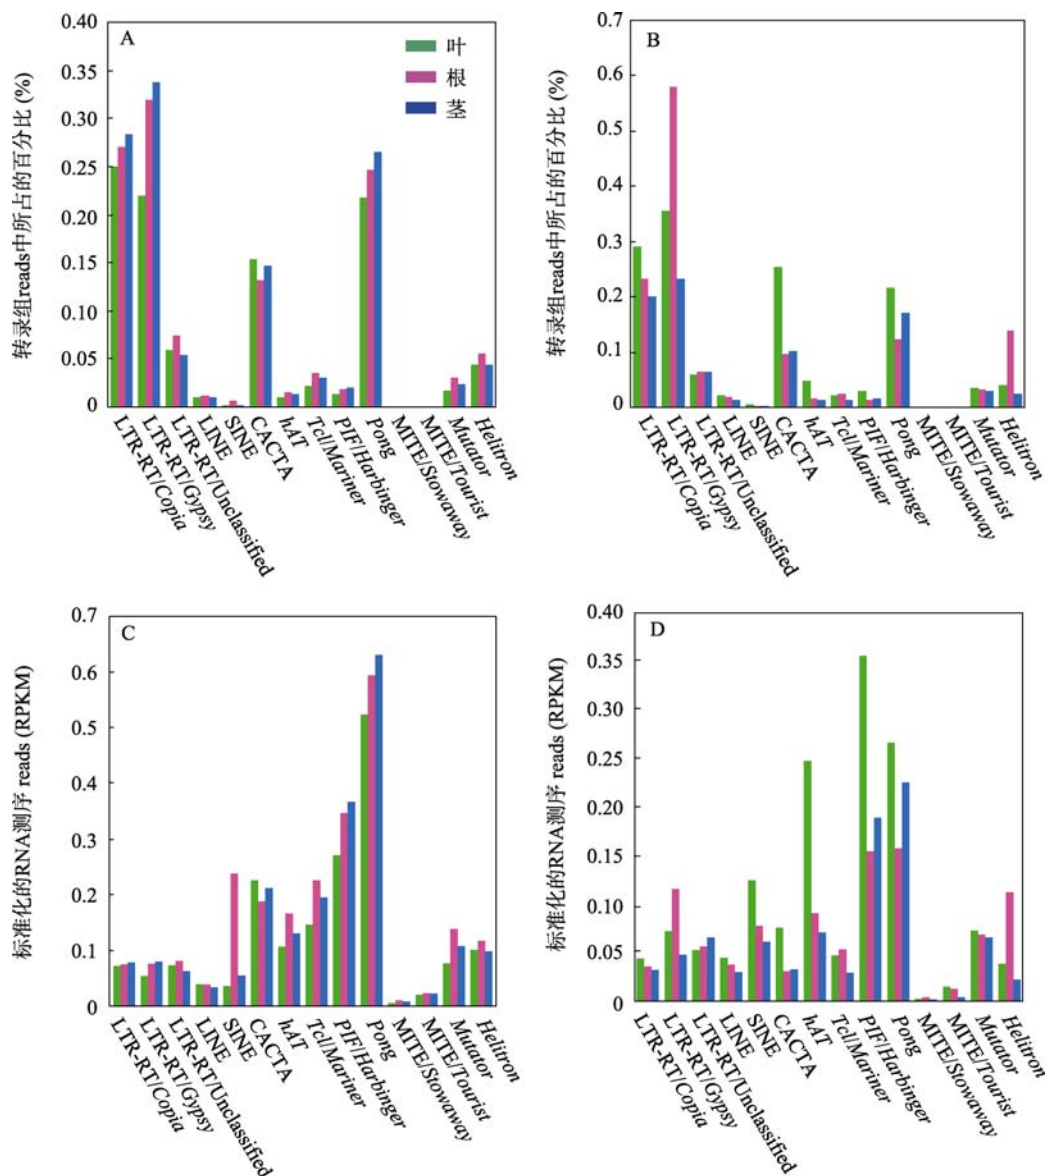 A
叶
根
茎
转录组reads中所占的百分比 (%)
0.40
0.35
0.30
0.25
0.20
0.15
0.10
0.05
0
LTR-RT/Copia
LTR-RT/Gypsy
LTR-RT/Unclassified
LINE
SINE
CACTA
hAT
Tcl/Mariner
PIF/Harbinger
Pong
MITE/Stowaway
MITE/Tourist
Mutator
Helitron
B
转录组reads中所占的百分比 (%)
0.7
0.6
0.5
0.4
0.3
0.2
0.1
0
LTR-RT/Copia
LTR-RT/Gypsy
LTR-RT/Unclassified
LINE
SINE
CACTA
hAT
Tcl/Mariner
PIF/Harbinger
Pong
MITE/Stowaway
MITE/Tourist
Mutator
Helitron
C
标准化的RNA测序 reads (RPKM)
0.7
0.6
0.5
0.4
0.3
0.2
0.1
0
LTR-RT/Copia
LTR-RT/Gypsy
LTR-RT/Unclassified
LINE
SINE
CACTA
hAT
Tcl/Mariner
PIF/Harbinger
Pong
MITE/Stowaway
MITE/Tourist
Mutator
Helitron
D
标准化的RNA测序 reads (RPKM)
0.40
0.35
0.30
0.25
0.20
0.15
0.10
0.05
0
LTR-RT/Copia
LTR-RT/Gypsy
LTR-RT/Unclassified
LINE
SINE
CACTA
hAT
Tcl/Mariner
PIF/Harbinger
Pong
MITE/Stowaway
MITE/Tourist
Mutator
Helitron